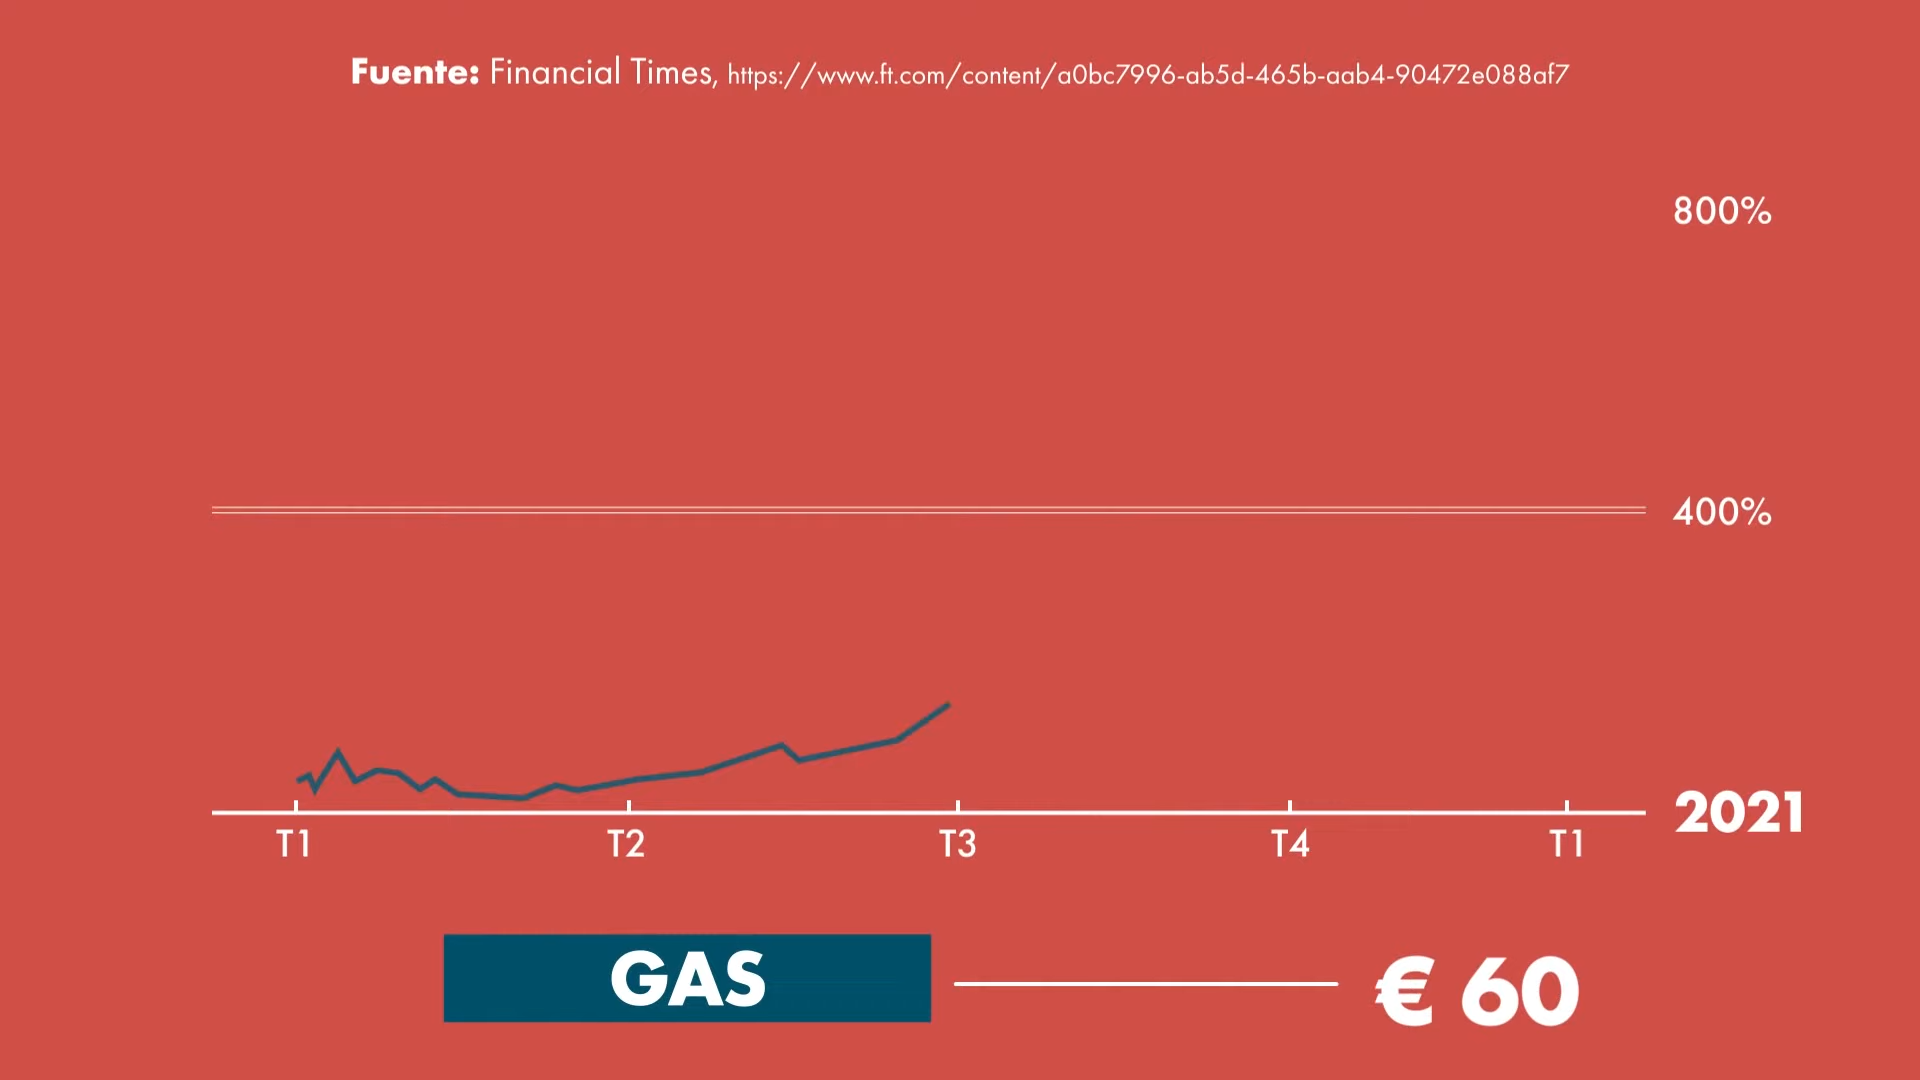 Fuente: Financial Times, https://www.ft.com/content/a0bc7996-ab5d-465b-aab4-90472e088af7
800%
400%
2021
T1 T2 T3 T4 T1
GAS € 60